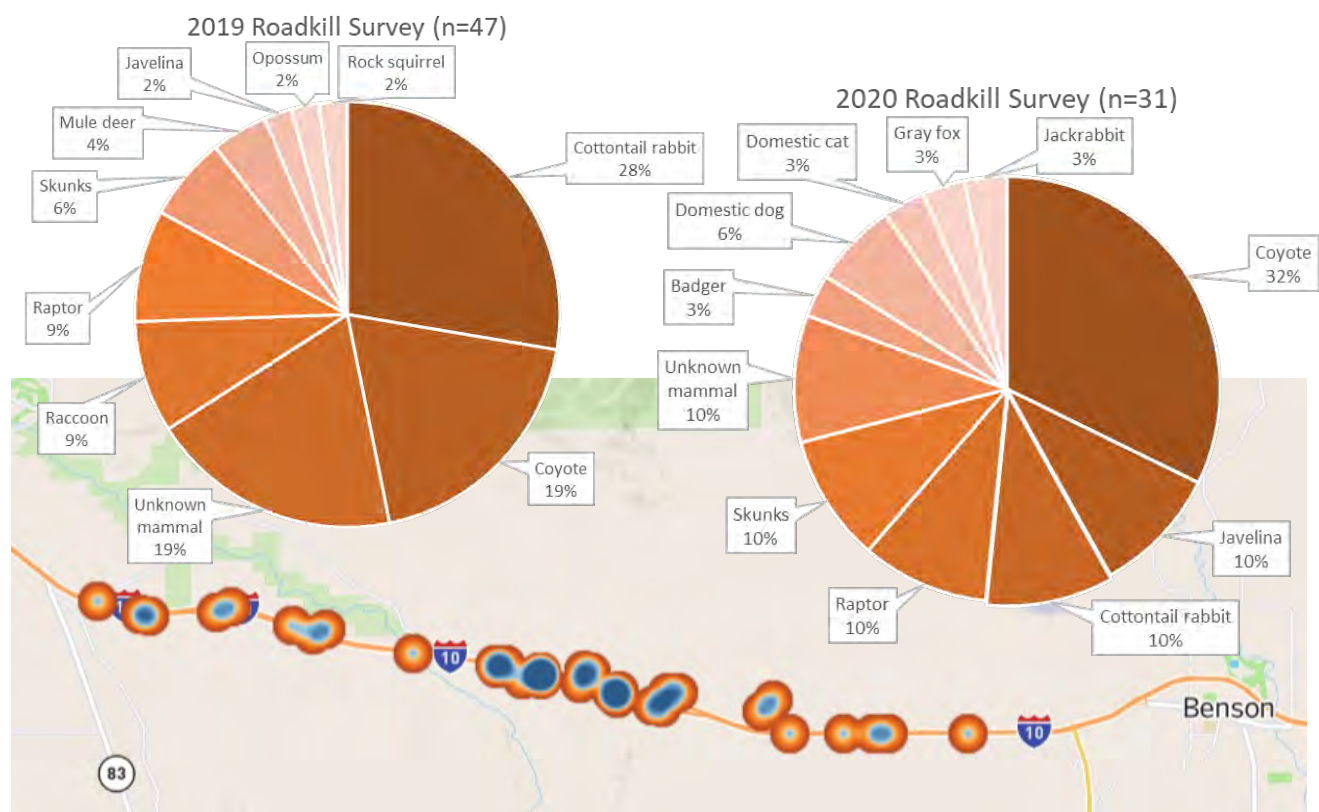 2019 Roadkill Survey (n=47)
Javelina
2%
Opossum
2%
Rock squirrel
2%
Mule deer
4%
Cottontail rabbit
28%
Skunks
6%
Raptor
9%
Raccoon
9%
Unknown
mammal
19%
Coyote
19%
2020 Roadkill Survey (n=31)
Domestic cat
3%
Gray fox
3%
Jackrabbit
3%
Domestic dog
6%
Coyote
32%
Badger
3%
Unknown
mammal
10%
Skunks
10%
Javelina
10%
Raptor
10%
Cottontail rabbit
10%
10
10
Benson
83